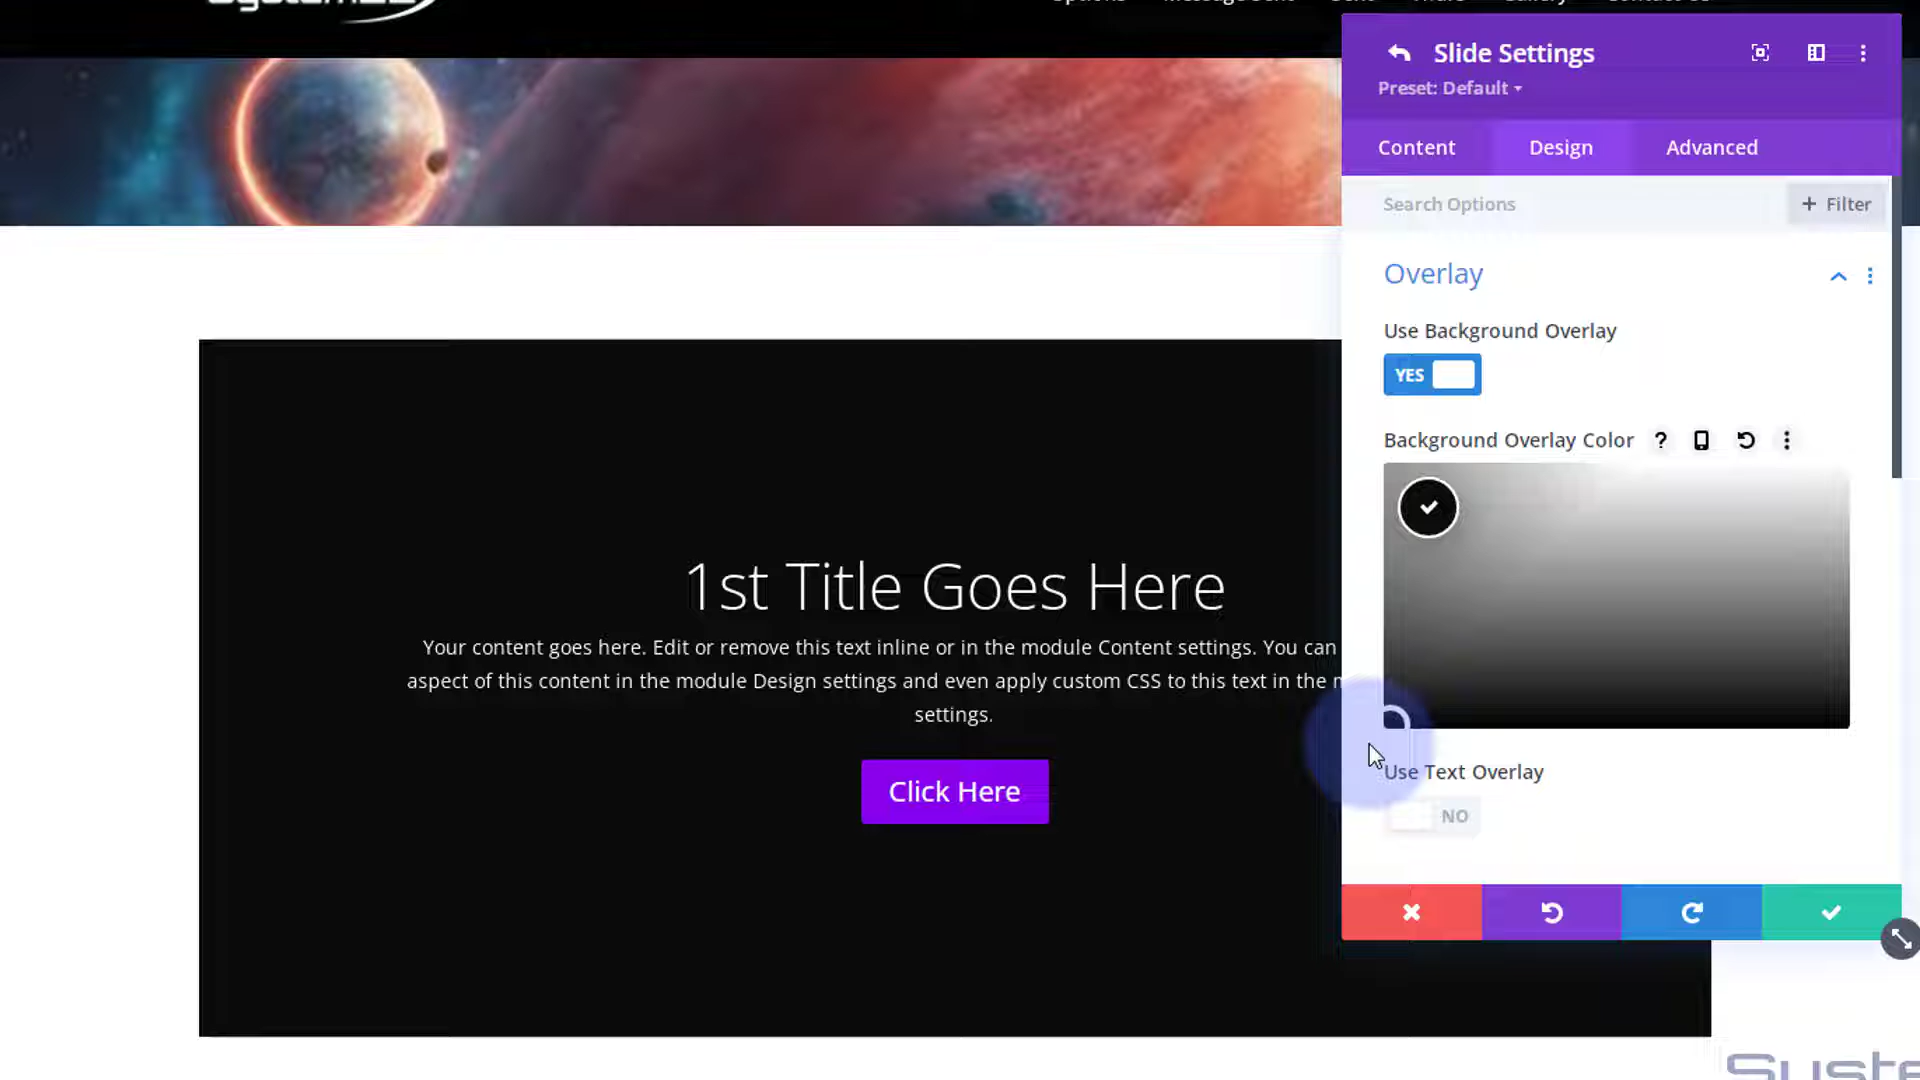 Slide Settings
Preset: Default
Content
Design
Advanced
Search Options
+ Filter
Overlay
Use Background Overlay
YES
Background Overlay Color ?
Use Text Overlay
NO
1st Title Goes Here
Your content goes here. Edit or remove this text inline or in the module Content settings. You can
aspect of this content in the module Design settings and even apply custom CSS to this text in the
settings.
Click Here